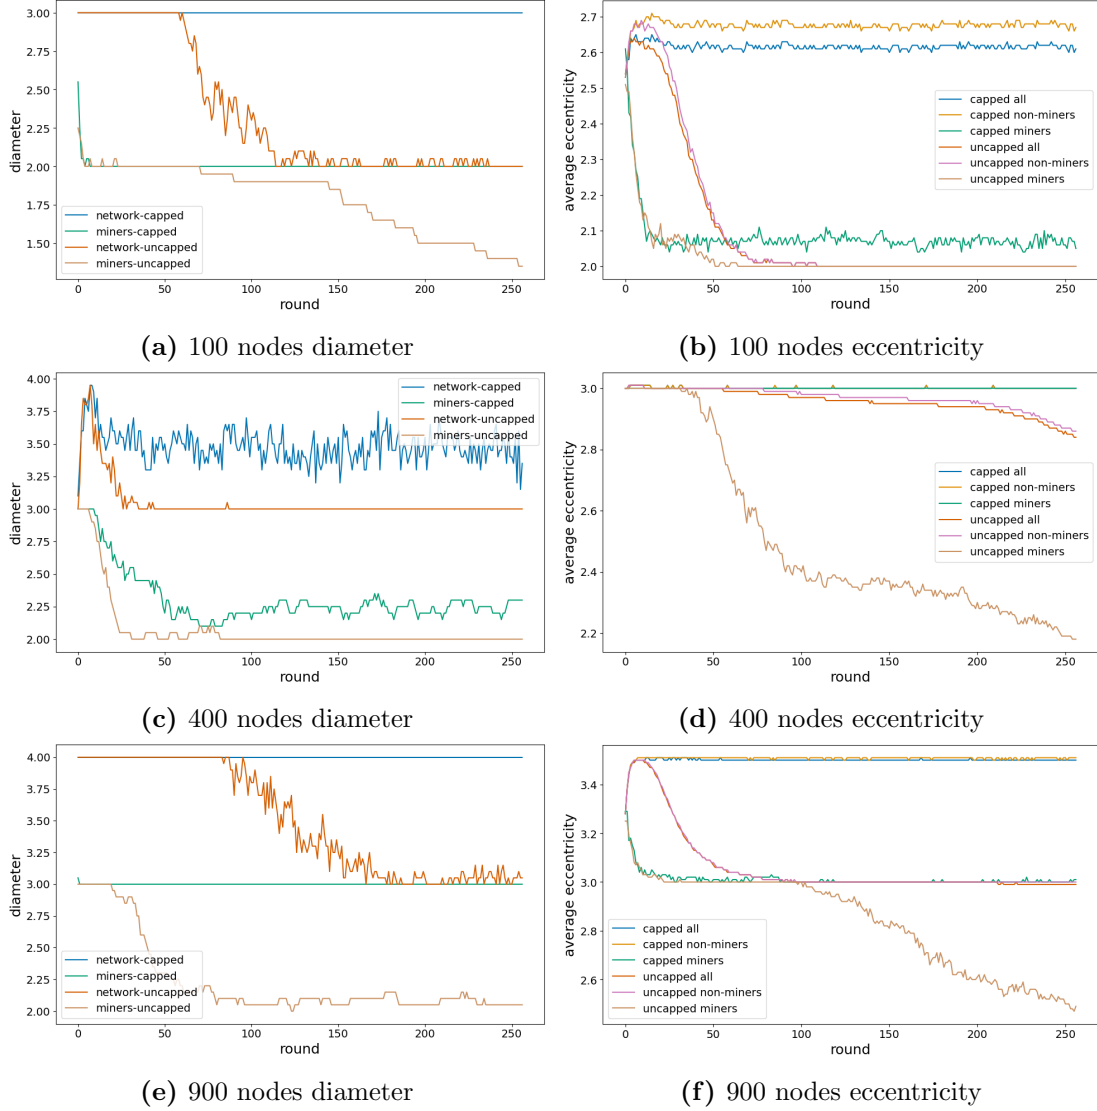 3.00
2.75
2.50
2.25
2.00
1.75
1.50
diameter
network-capped
miners-capped
network-uncapped
miners-uncapped
0 50 100 150 200 250
round
(a) 100 nodes diameter
2.7
2.6
2.5
2.4
2.3
2.2
2.1
2.0
average eccentricity
capped all
capped non-miners
capped miners
uncapped all
uncapped non-miners
uncapped miners
0 50 100 150 200 250
round
(b) 100 nodes eccentricity
4.00
3.75
3.50
3.25
3.00
2.75
2.50
2.25
2.00
diameter
network-capped
miners-capped
network-uncapped
miners-uncapped
0 50 100 150 200 250
round
(c) 400 nodes diameter
3.0
2.8
2.6
2.4
2.2
average eccentricity
capped all
capped non-miners
capped miners
uncapped all
uncapped non-miners
uncapped miners
0 50 100 150 200 250
round
(d) 400 nodes eccentricity
4.00
3.75
3.50
3.25
3.00
2.75
2.50
2.25
2.00
diameter
network-capped
miners-capped
network-uncapped
miners-uncapped
0 50 100 150 200 250
round
(e) 900 nodes diameter
3.4
3.2
3.0
2.8
2.6
average eccentricity
capped all
capped non-miners
capped miners
uncapped all
uncapped non-miners
uncapped miners
0 50 100 150 200 250
round
(f) 900 nodes eccentricity